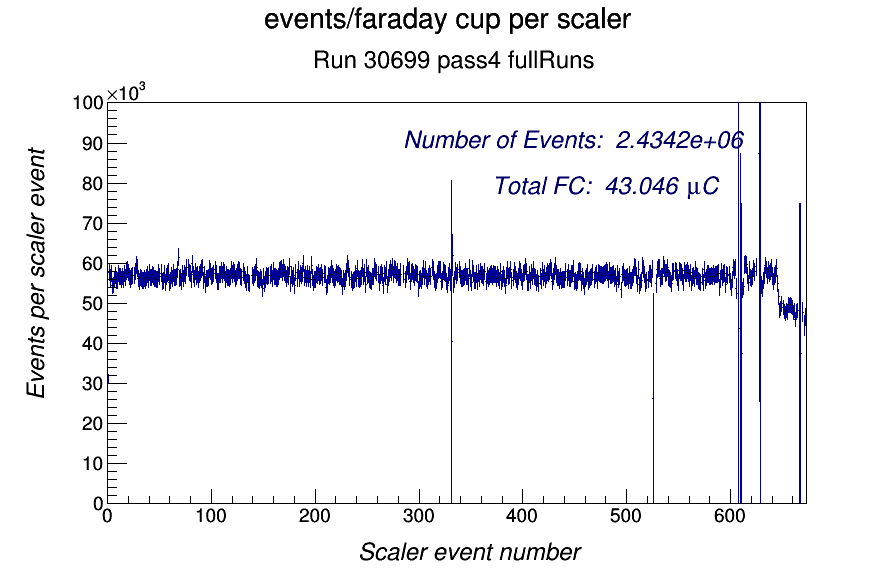 events/faraday cup per scaler
Run 30699 pass4 fullRuns
×10³
100
90
80
70
60
50
40
30
20
10
0
Events per scaler event
Number of Events: 2.4342e+06
Total FC: 43.046 μC
0 100 200 300 400 500 600
Scaler event number